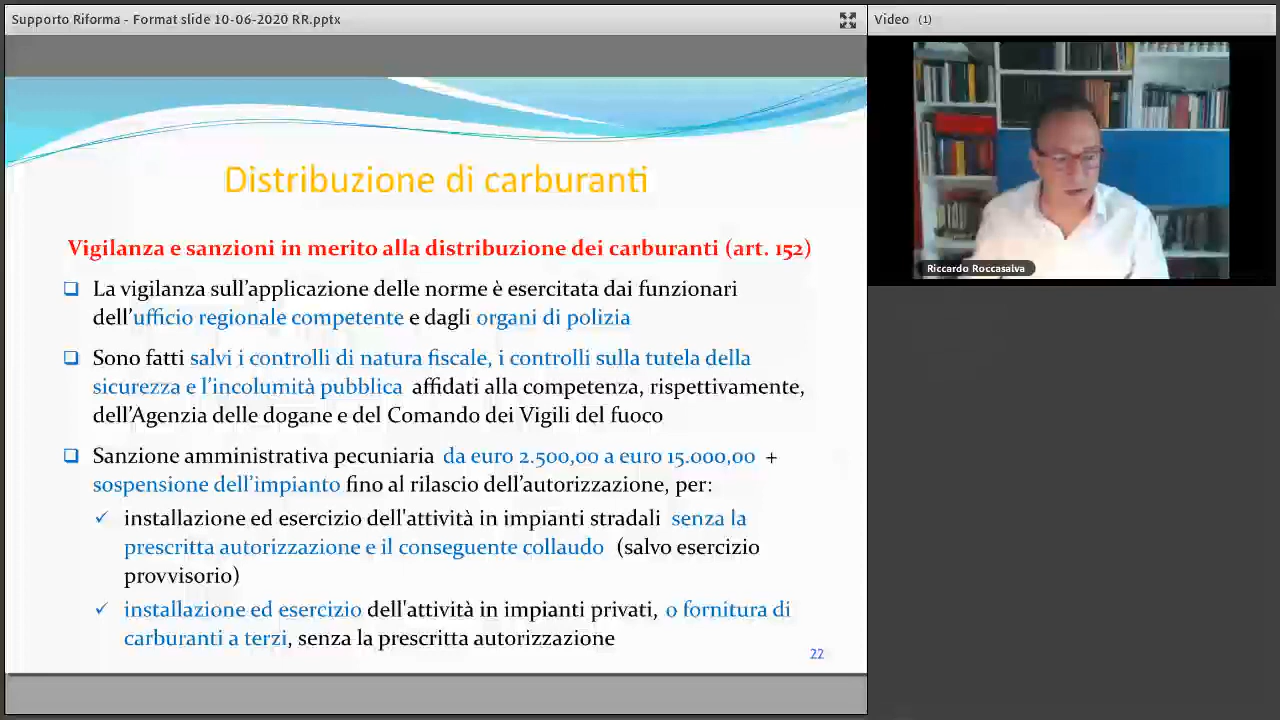 Supporto Riforma - Format slide 10-06-2020 RR.pptx
Video (1)
Riccardo Roccasalva
Distribuzione di carburanti
Vigilanza e sanzioni in merito alla distribuzione dei carburanti (art. 152)
La vigilanza sull'applicazione delle norme è esercitata dai funzionari
dell'ufficio regionale competente e dagli organi di polizia
Sono fatti salvi i controlli di natura fiscale, i controlli sulla tutela della
sicurezza e l'incolumità pubblica affidati alla competenza, rispettivamente,
dell'Agenzia delle dogane e del Comando dei Vigili del fuoco
Sanzione amministrativa pecuniaria da euro 2.500,00 a euro 15.000,00 +
sospensione dell'impianto fino al rilascio dell'autorizzazione, per:
installazione ed esercizio dell'attività in impianti stradali senza la
prescritta autorizzazione e il conseguente collaudo (salvo esercizio
provvisorio)
installazione ed esercizio dell'attività in impianti privati, o fornitura di
carburanti a terzi, senza la prescritta autorizzazione
22